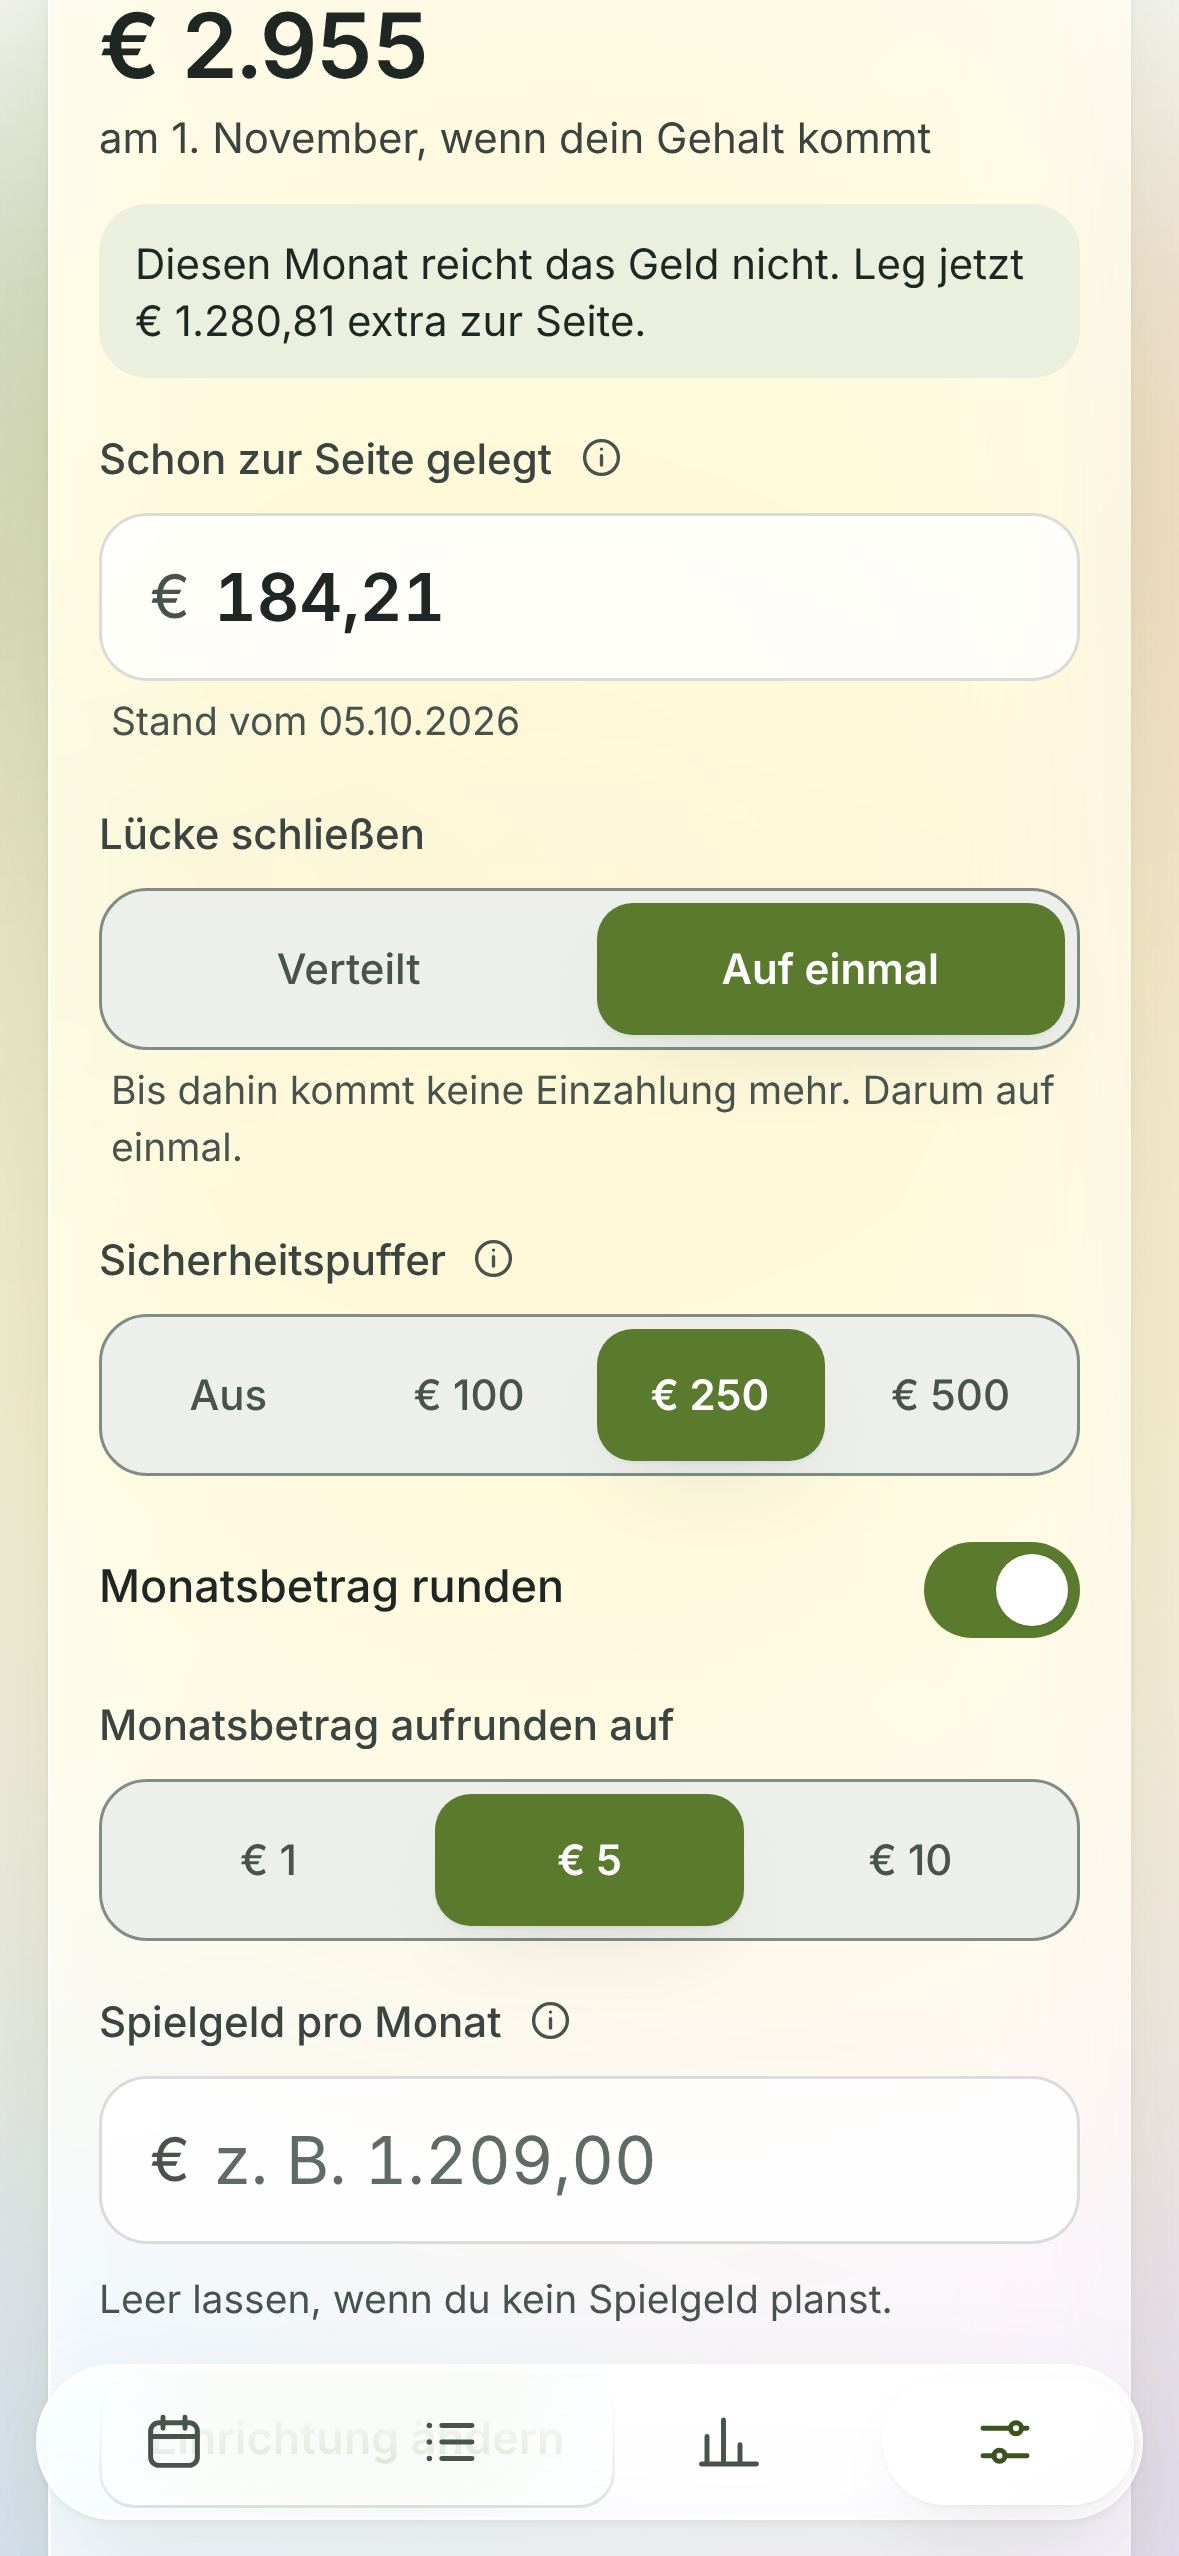 € 2.955
am 1. November, wenn dein Gehalt kommt
Diesen Monat reicht das Geld nicht. Leg jetzt
€ 1.280,81 extra zur Seite.
Schon zur Seite gelegt
€ 184,21
Stand vom 05.10.2026
Lücke schließen
Verteilt Auf einmal
Bis dahin kommt keine Einzahlung mehr. Darum auf
einmal.
Sicherheitspuffer
Aus € 100 € 250 € 500
Monatsbetrag runden
Monatsbetrag aufrunden auf
€ 1 € 5 € 10
Spielgeld pro Monat
€ z. B. 1.209,00
Leer lassen, wenn du kein Spielgeld planst.
Einrichtung ändern